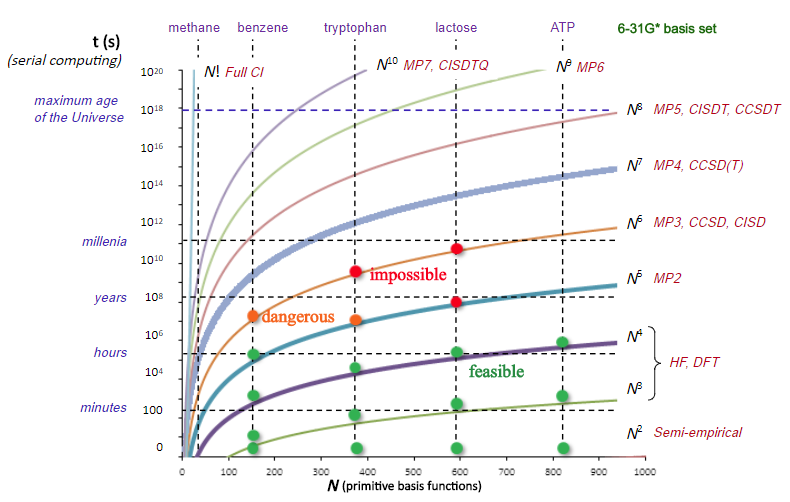 methane benzene tryptophan lactose ATP 6-31G* basis set
t (s)
(serial computing)
10²⁰
N! Full CI
N¹⁰ MP7, CISDTQ
N⁹ MP6
maximum age
of the Universe
10¹⁸
N⁸ MP5, CISDT, CCSDT
10¹⁶
N⁷ MP4, CCSD(T)
10¹⁴
10¹²
N⁶ MP3, CCSD, CISD
millenia
10¹⁰
impossible
N⁵ MP2
years
10⁸
dangerous
10⁶
N⁴
hours
HF, DFT
10⁴
feasible
N³
minutes
100
N² Semi-empirical
0
0 100 200 300 400 500 600 700 800 900 1000
N (primitive basis functions)